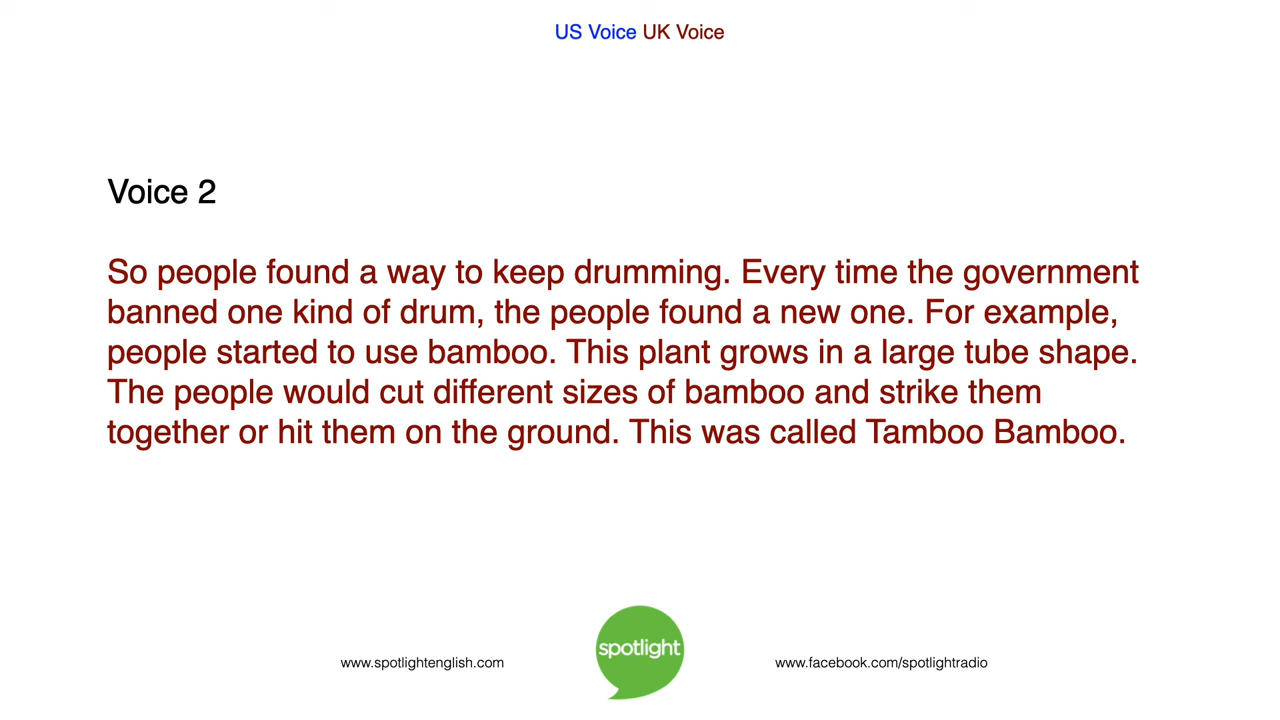 US Voice UK Voice
Voice 2
So people found a way to keep drumming. Every time the government
banned one kind of drum, the people found a new one. For example,
people started to use bamboo. This plant grows in a large tube shape.
The people would cut different sizes of bamboo and strike them
together or hit them on the ground. This was called Tamboo Bamboo.
www.spotlightenglish.com
spotlight
www.facebook.com/spotlightradio